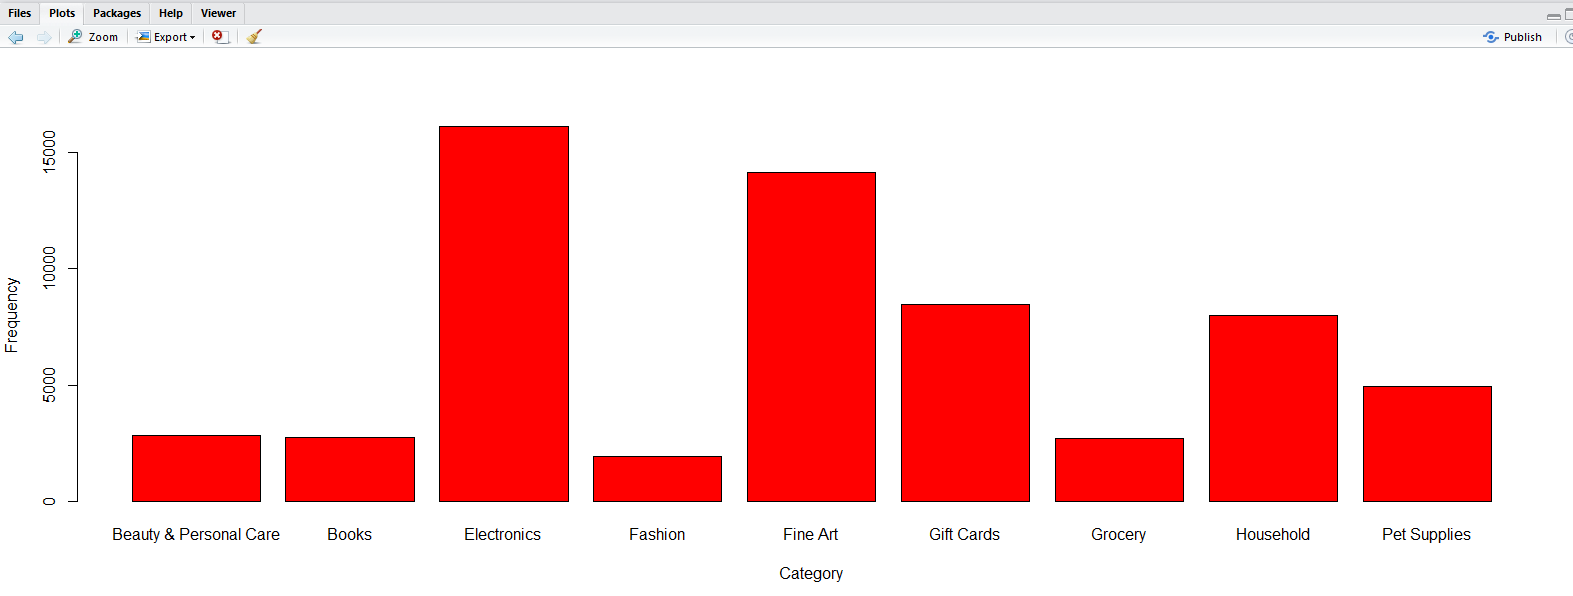 Files Plots Packages Help Viewer
Zoom Export Publish
15000
10000
5000
0
Frequency
Beauty & Personal Care Books Electronics Fashion Fine Art Gift Cards Grocery Household Pet Supplies
Category